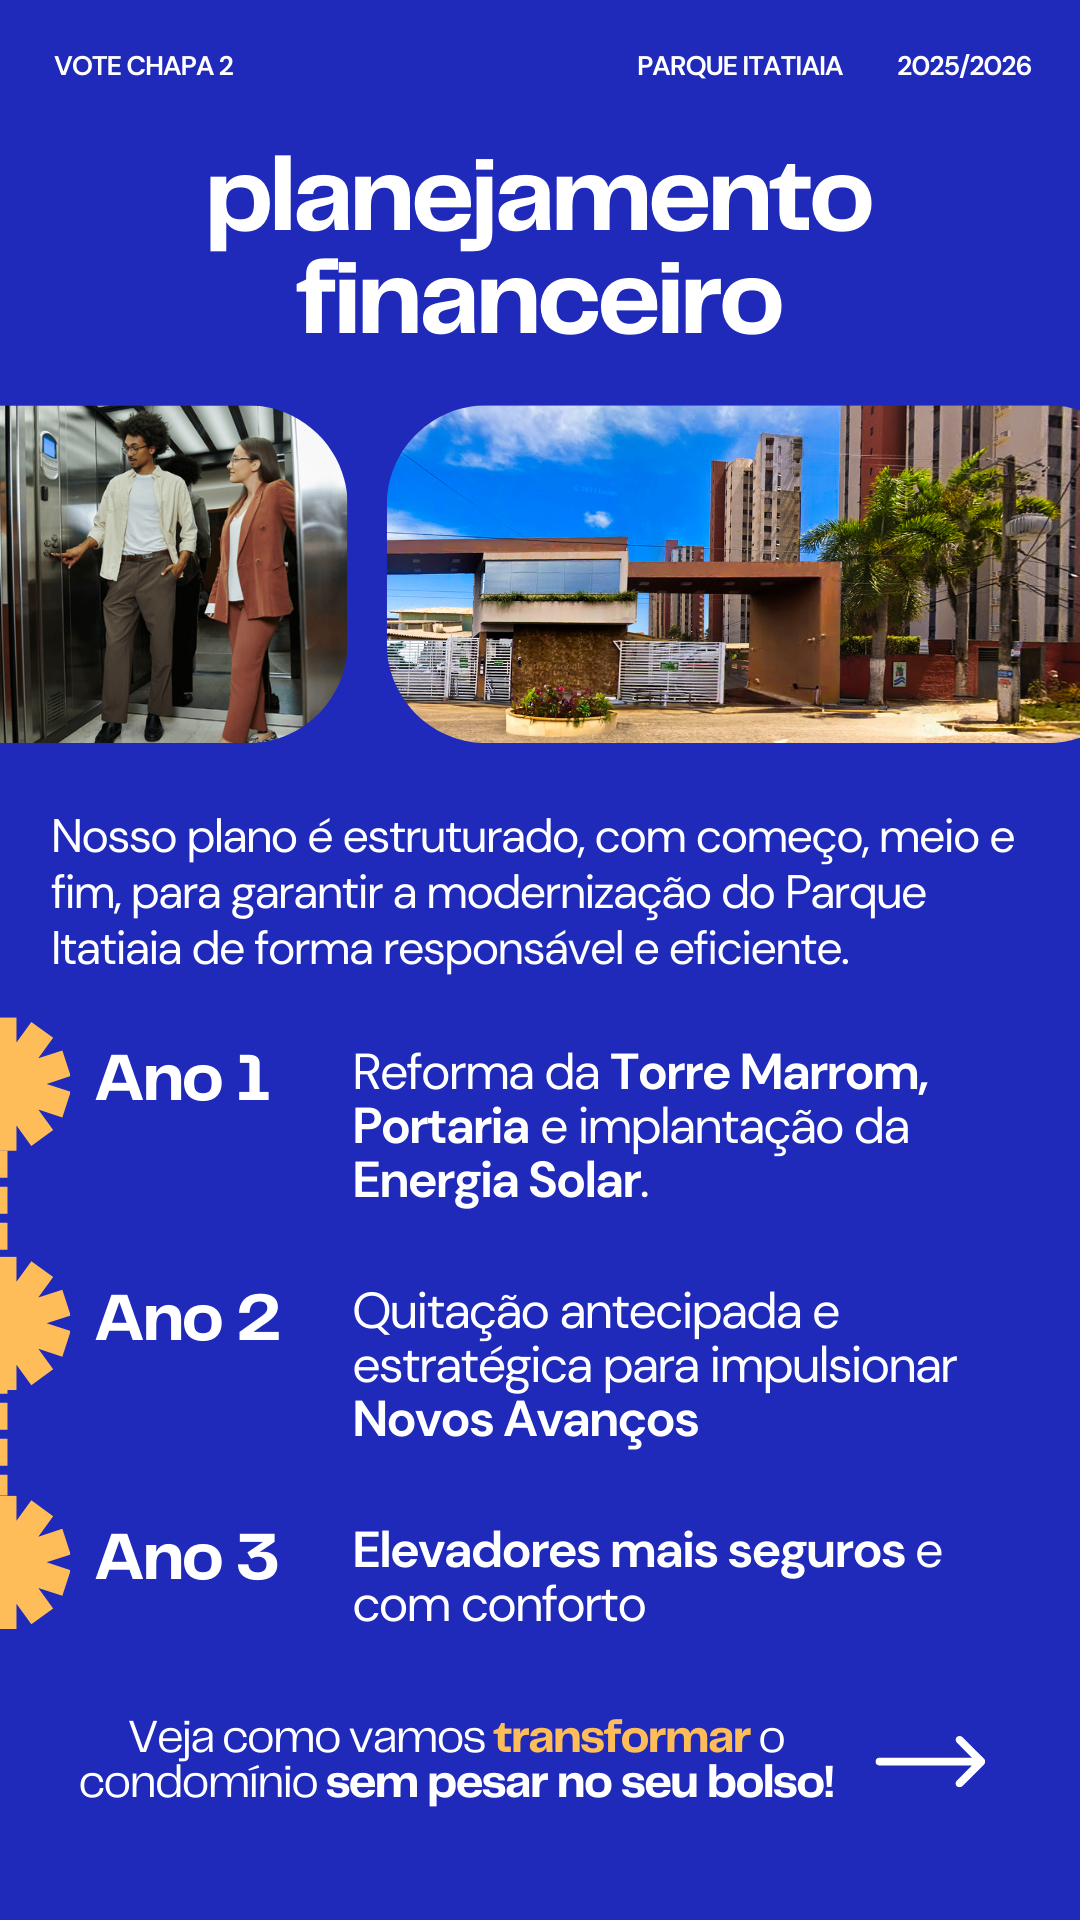 VOTE CHAPA 2
PARQUE ITATIAIA
2025/2026
planejamento
financeiro
Nosso plano é estruturado, com começo, meio e
fim, para garantir a modernização do Parque
Itatiaia de forma responsável e eficiente.
Ano 1
Reforma da Torre Marrom,
Portaria e implantação da
Energia Solar.
Ano 2
Quitação antecipada e
estratégica para impulsionar
Novos Avanços
Ano 3
Elevadores mais seguros e
com conforto
Veja como vamos transformar o
condomínio sem pesar no seu bolso!